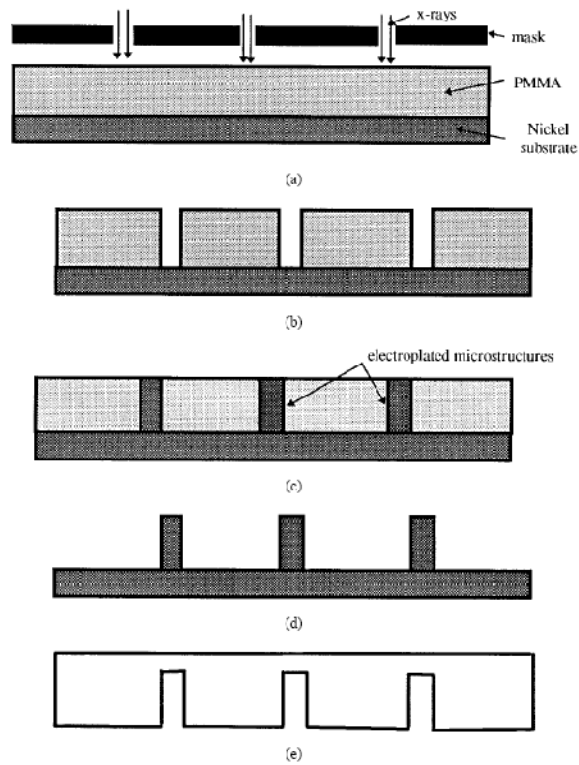 x-rays
mask
PMMA
Nickel
substrate
(a)
(b)
electroplated microstructures
(c)
(d)
(e)